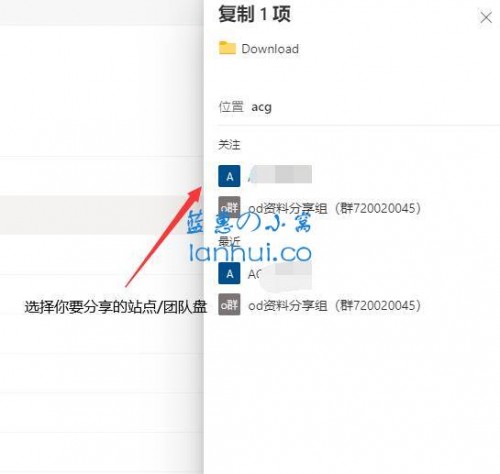 复制 1 项
Download
位置 acg
关注
A
o群 od资料分享组（群720020045）
蓝惠の小窝
lanhui.co
最近
A AC
选择你要分享的站点/团队盘
o群 od资料分享组（群720020045）